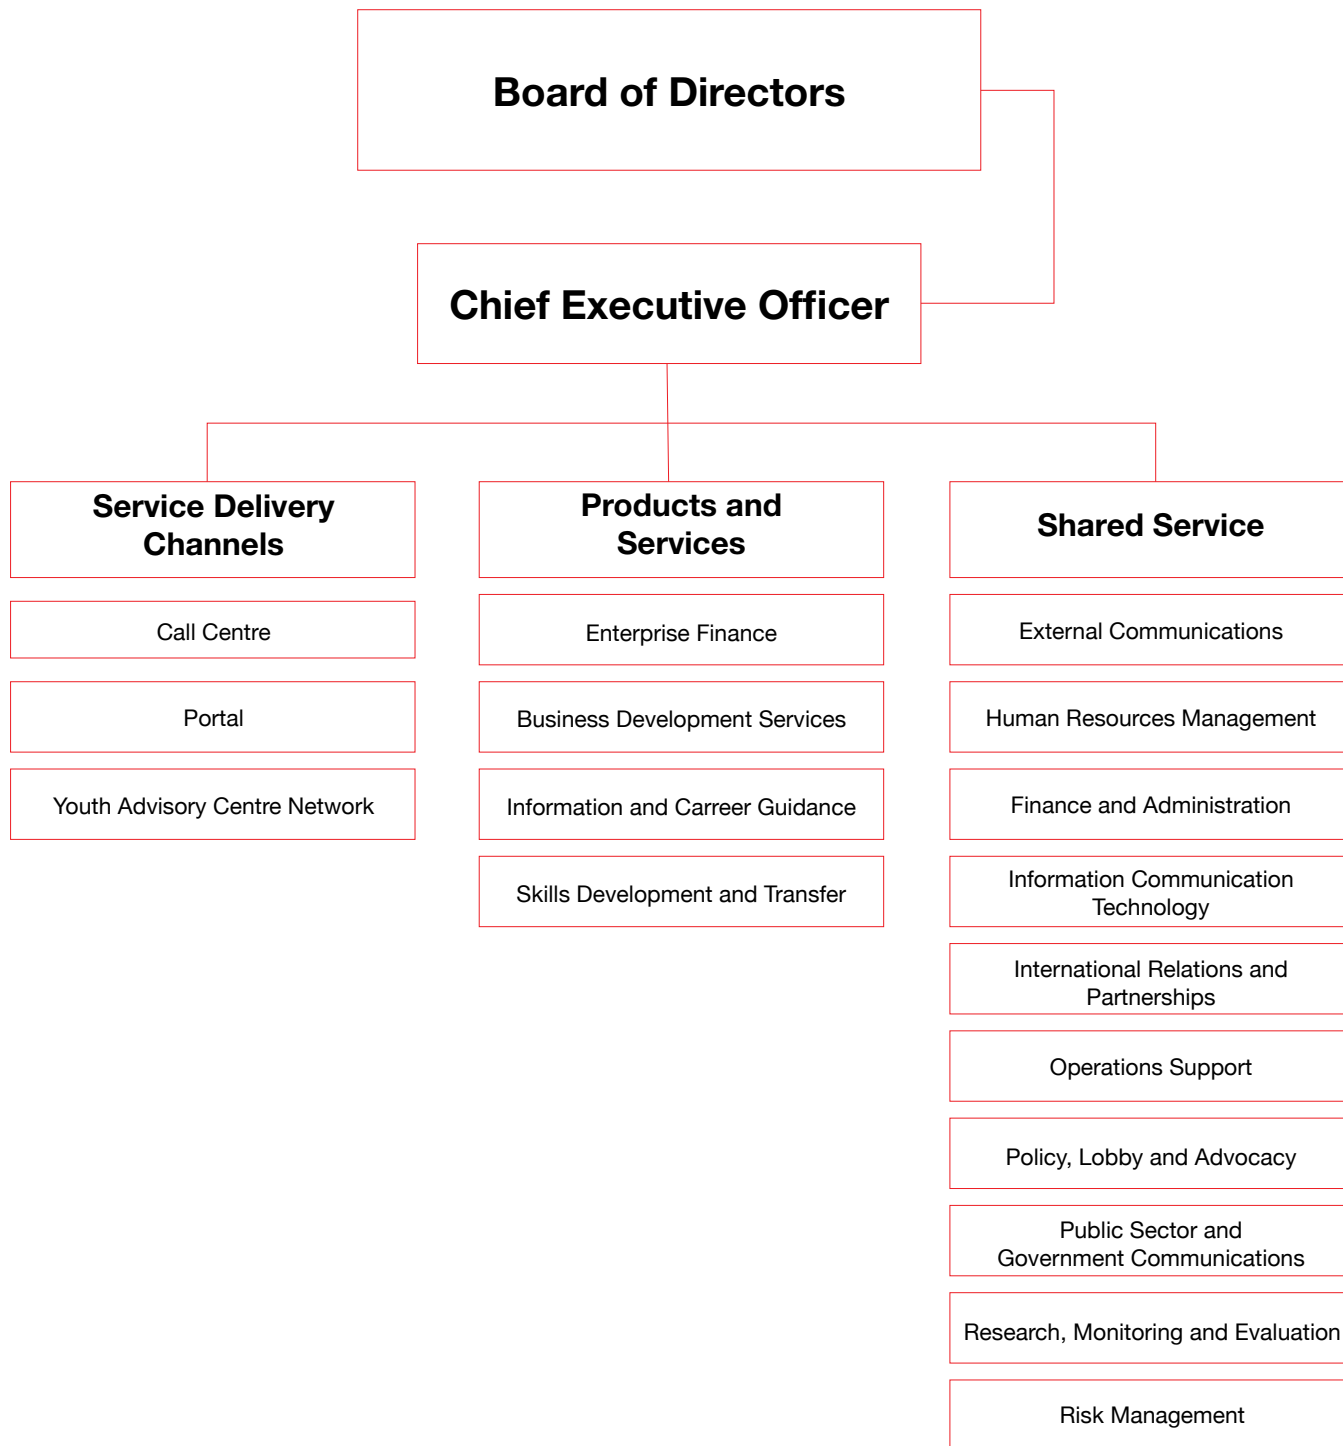 Board of Directors
Chief Executive Officer
Service Delivery
Channels
Call Centre
Portal
Youth Advisory Centre Network
Products and
Services
Enterprise Finance
Business Development Services
Information and Carreer Guidance
Skills Development and Transfer
Shared Service
External Communications
Human Resources Management
Finance and Administration
Information Communication
Technology
International Relations and
Partnerships
Operations Support
Policy, Lobby and Advocacy
Public Sector and
Government Communications
Research, Monitoring and Evaluation
Risk Management